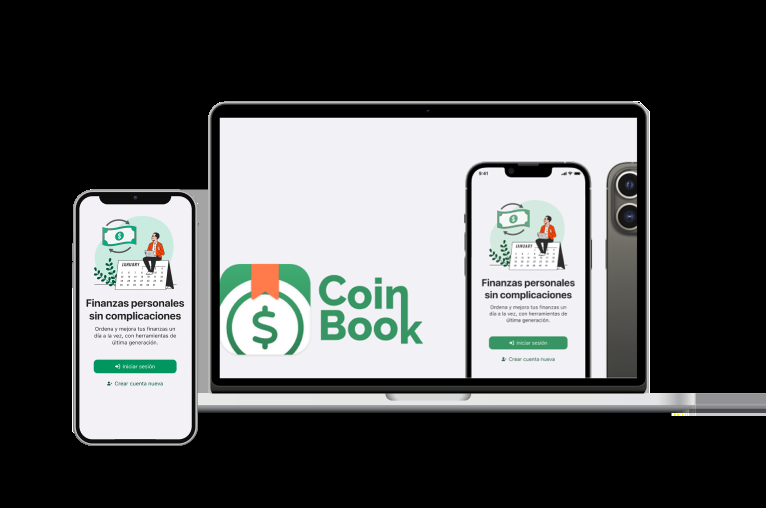 Finanzas personales
sin complicaciones
Ordena y mejora tus finanzas un
día a la vez, con herramientas de
última generación.
Iniciar sesión
Crear cuenta nueva
JANUARY
$
Coin
Book
9:41
JANUARY
Finanzas personales
sin complicaciones
Ordena y mejora tus finanzas un
día a la vez, con herramientas de
última generación.
Iniciar sesión
Crear cuenta nueva